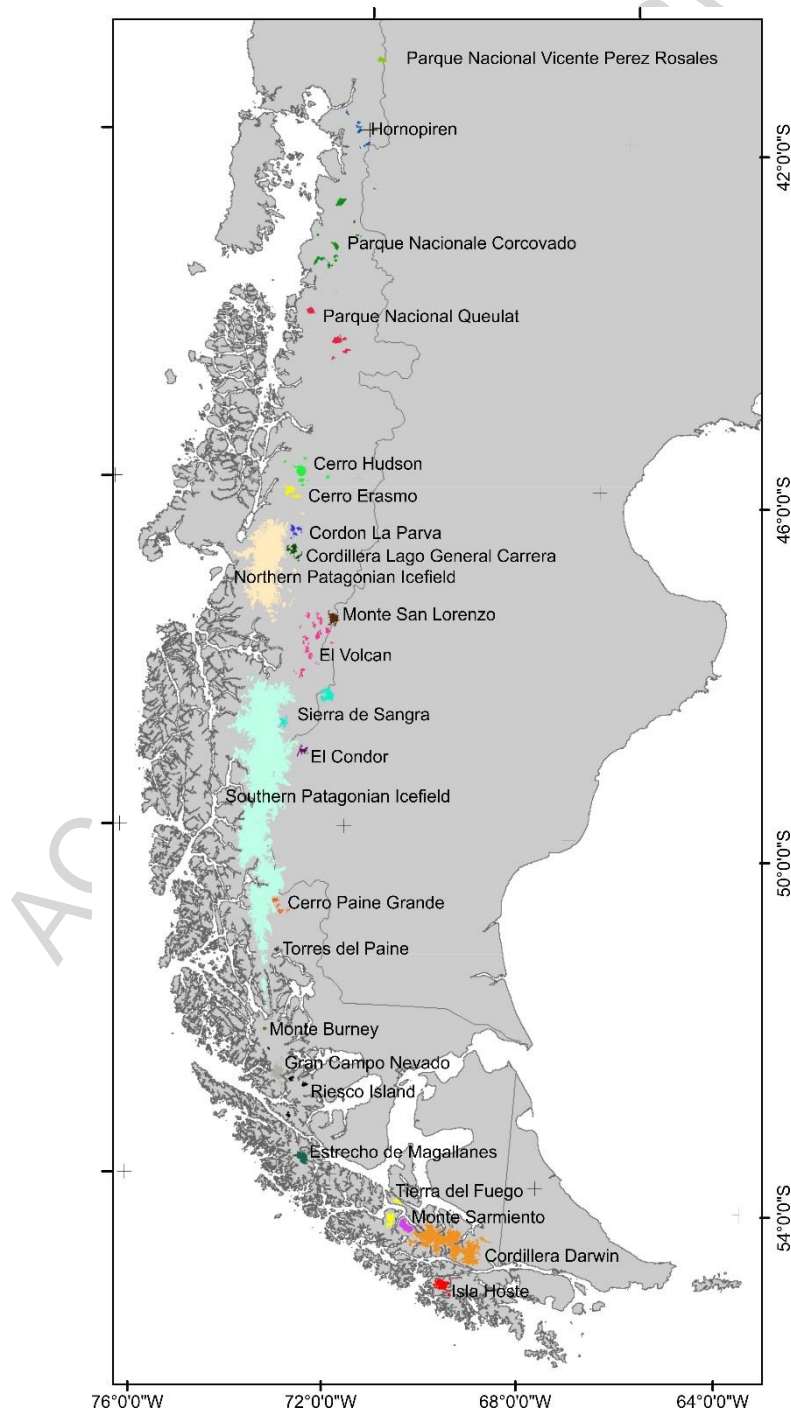 Parque Nacional Vicente Perez Rosales
Hornopiren
42°0'0"S
Parque Nacionale Corcovado
Parque Nacional Queulat
Cerro Hudson
Cerro Erasmo
46°0'0"S
Cordon La Parva
Cordillera Lago General Carrera
Northern Patagonian Icefield
Monte San Lorenzo
El Volcan
Sierra de Sangra
El Condor
Southern Patagonian Icefield
Ac
50°0'0"S
Cerro Paine Grande
Torres del Paine
Monte Burney
Gran Campo Nevado
Riesco Island
Estrecho de Magallanes
Tierra del Fuego
Monte Sarmiento
54°0'0"S
Cordillera Darwin
Isla Hoste
76°0'0"W 72°0'0"W 68°0'0"W 64°0'0"W